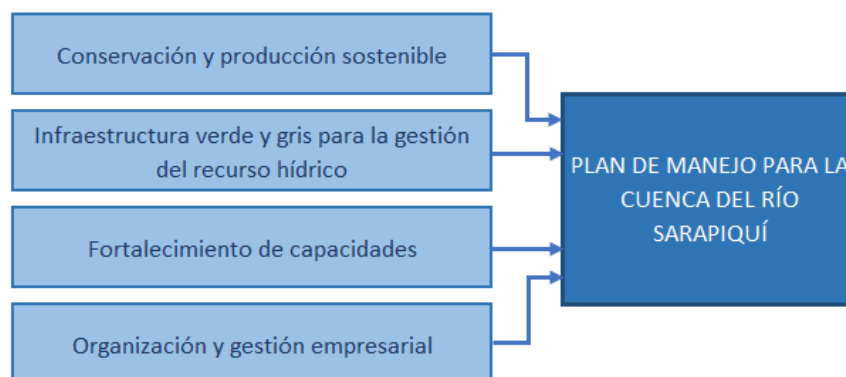 Conservación y producción sostenible
Infraestructura verde y gris para la gestión
del recurso hídrico
Fortalecimiento de capacidades
Organización y gestión empresarial
PLAN DE MANEJO PARA LA
CUENCA DEL RÍO
SARAPIQUÍ